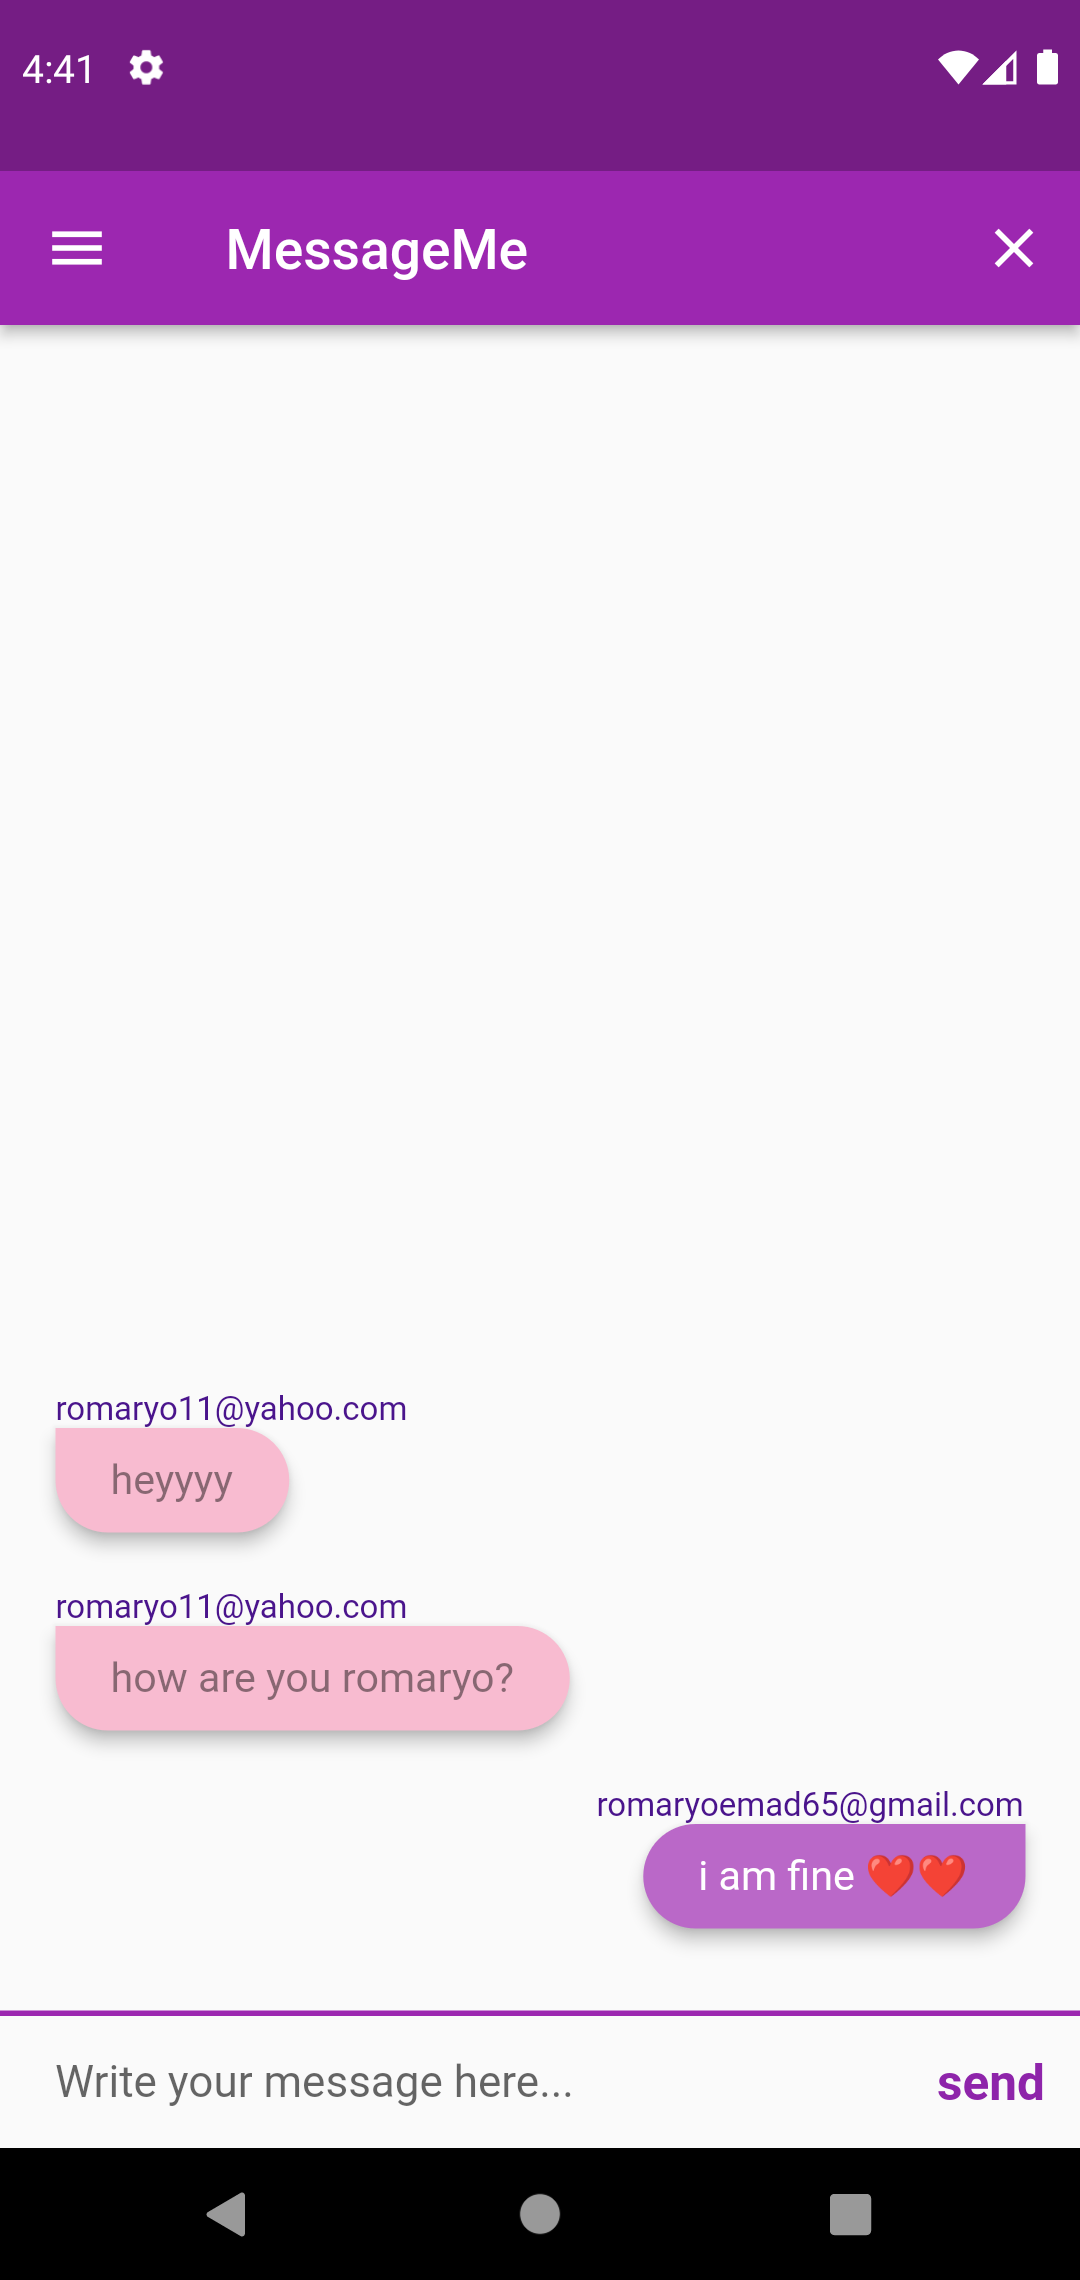 4:41
MessageMe
romaryo11@yahoo.com
heyyyy
romaryo11@yahoo.com
how are you romaryo?
romaryoemad65@gmail.com
i am fine ❤️❤️
Write your message here...
send